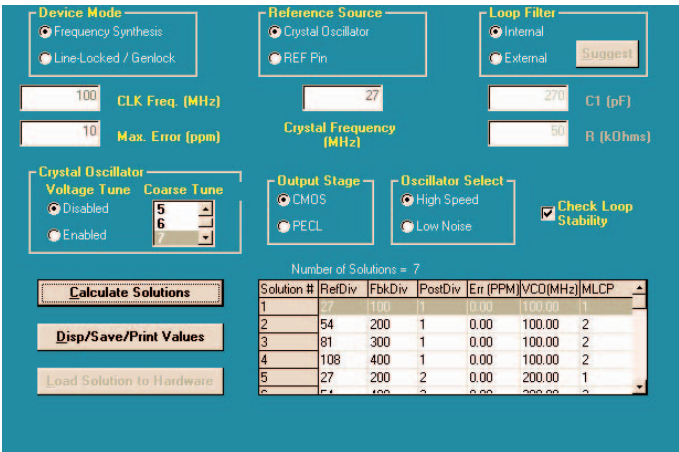 Device Mode
Frequency Synthesis
Line-Locked / Genlock
Reference Source
Crystal Oscillator
REF Pin
Loop Filter
Internal
External
Suggest
100 CLK Freq. (MHz)
10 Max. Error (ppm)
27
Crystal Frequency
(MHz)
270 C1 (pF)
50 R (kOhms)
Crystal Oscillator
Voltage Tune Coarse Tune
Disabled
Enabled
5
6
7
Output Stage
CMOS
PECL
Oscillator Select
High Speed
Low Noise
Check Loop
Stability
Number of Solutions = 7
Calculate Solutions
Disp/Save/Print Values
Load Solution to Hardware
Solution # RefDiv FbkDiv PostDiv Err (PPM) VCO(MHz) MLCP
1 27 100 1 0.00 100.00 1
2 54 200 1 0.00 100.00 2
3 81 300 1 0.00 100.00 2
4 108 400 1 0.00 100.00 2
5 27 200 2 0.00 200.00 1